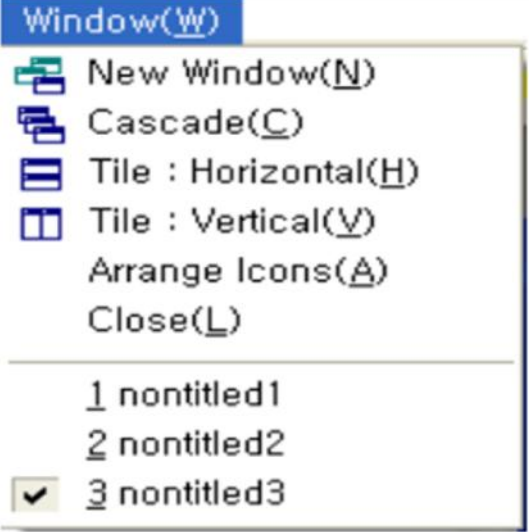 Window(W)
New Window(N)
Cascade(C)
Tile : Horizontal(H)
Tile : Vertical(V)
Arrange Icons(A)
Close(L)
1 nontitled1
2 nontitled2
3 nontitled3